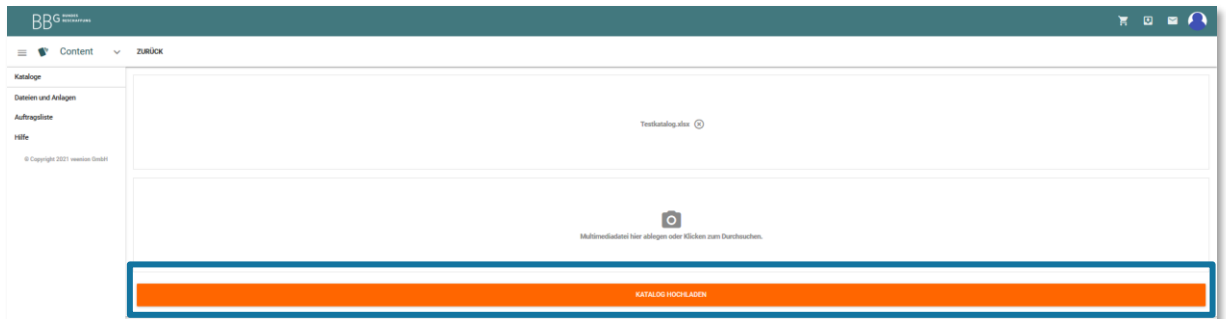 BBG BUNDES
BESCHAFFUNG
Content
ZURÜCK
Kataloge
Dateien und Anlagen
Auftragsliste
Hilfe
© Copyright 2021 veenion GmbH
Testkatalog.xlsx
Multimediadatei hier ablegen oder Klicken zum Durchsuchen.
KATALOG HOCHLADEN